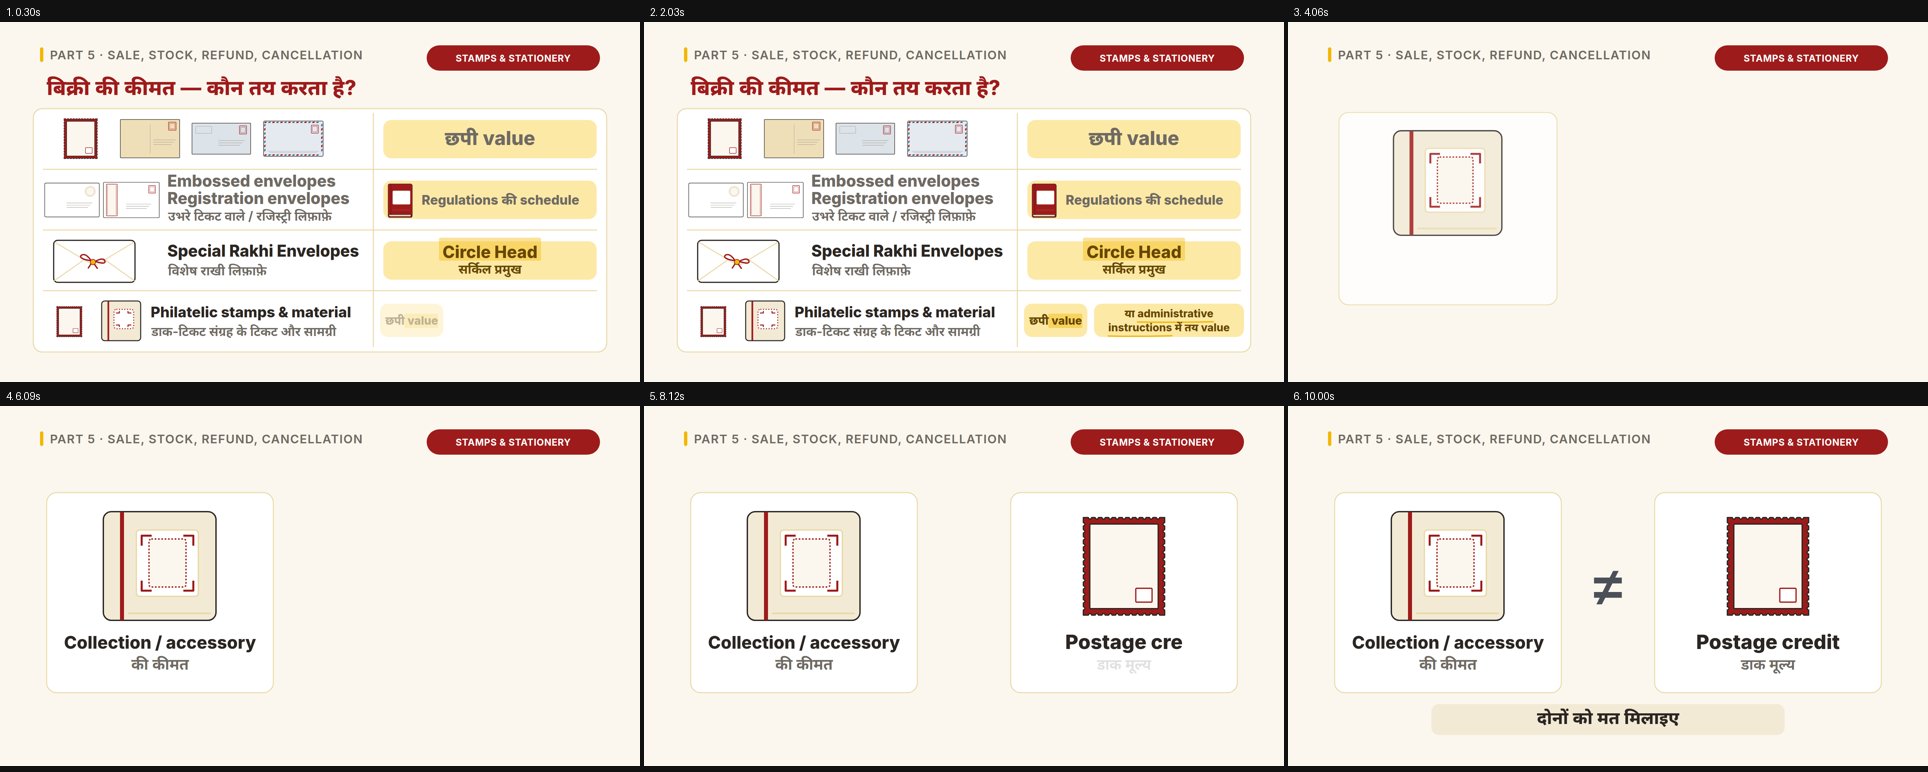 1. 0.30s
PART 5 · SALE, STOCK, REFUND, CANCELLATION
STAMPS & STATIONERY
बिक्री की कीमत — कौन तय करता है?
छपी value
Embossed envelopes
Registration envelopes
उभरे टिकट वाले / रजिस्ट्री लिफ़ाफ़े
Regulations की schedule
Special Rakhi Envelopes
विशेष राखी लिफ़ाफ़े
Circle Head
सर्किल प्रमुख
Philatelic stamps & material
डाक-टिकट संग्रह के टिकट और सामग्री
छपी value
2. 2.03s
PART 5 · SALE, STOCK, REFUND, CANCELLATION
STAMPS & STATIONERY
बिक्री की कीमत — कौन तय करता है?
छपी value
Embossed envelopes
Registration envelopes
उभरे टिकट वाले / रजिस्ट्री लिफ़ाफ़े
Regulations की schedule
Special Rakhi Envelopes
विशेष राखी लिफ़ाफ़े
Circle Head
सर्किल प्रमुख
Philatelic stamps & material
डाक-टिकट संग्रह के टिकट और सामग्री
छपी value
या administrative
instructions में तय value
3. 4.06s
PART 5 · SALE, STOCK, REFUND, CANCELLATION
STAMPS & STATIONERY
4. 6.09s
PART 5 · SALE, STOCK, REFUND, CANCELLATION
STAMPS & STATIONERY
Collection / accessory
की कीमत
5. 8.12s
PART 5 · SALE, STOCK, REFUND, CANCELLATION
STAMPS & STATIONERY
Collection / accessory
की कीमत
Postage cre
डाक मूल्य
6. 10.00s
PART 5 · SALE, STOCK, REFUND, CANCELLATION
STAMPS & STATIONERY
Collection / accessory
की कीमत
≠
Postage credit
डाक मूल्य
दोनों को मत मिलाइए